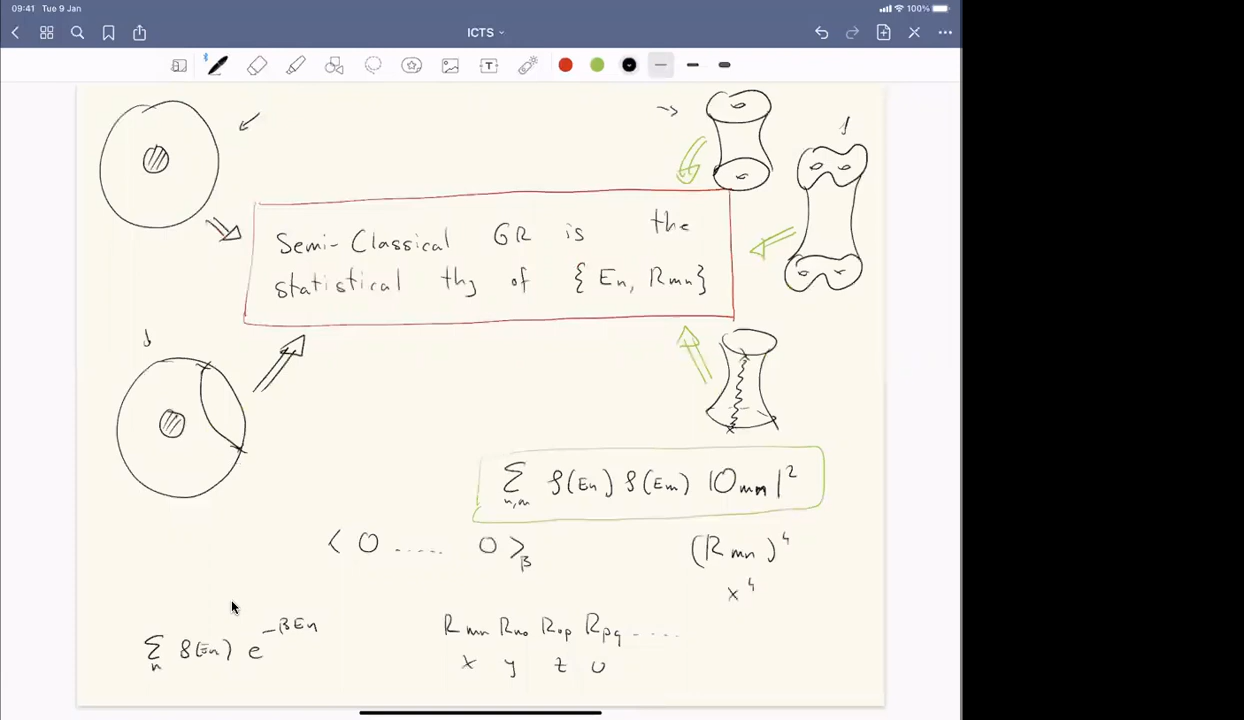 09:41 Tue 9 Jan
100%
ICTS
Semi-Classical GR is the
statistical thy of {En, Rmn}
∑ n,m ρ(En) ρ(Em) |Omn|²
< O ..... O >β
(Rmn)⁴
x⁴
∑ n ρ(En) e^-βEn
Rmn Rno Rop Rpq ....
x y z u